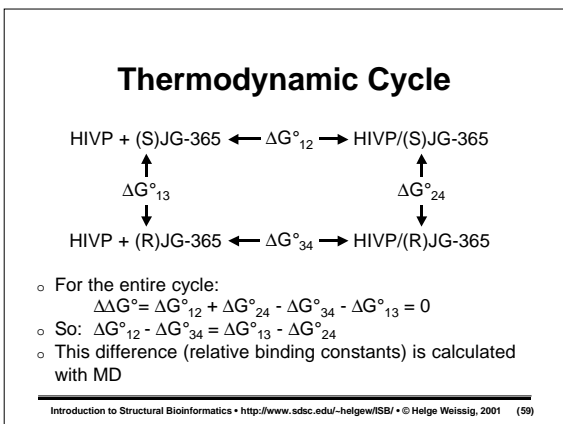 Thermodynamic Cycle
HIVP + (S)JG-365 ⟵ ΔG°₁₂ ⟶ HIVP/(S)JG-365
ΔG°₁₃ ΔG°₂₄
HIVP + (R)JG-365 ⟵ ΔG°₃₄ ⟶ HIVP/(R)JG-365
○ For the entire cycle:
ΔΔG°= ΔG°₁₂ + ΔG°₂₄ - ΔG°₃₄ - ΔG°₁₃ = 0
○ So: ΔG°₁₂ - ΔG°₃₄ = ΔG°₁₃ - ΔG°₂₄
○ This difference (relative binding constants) is calculated
with MD
Introduction to Structural Bioinformatics • http://www.sdsc.edu/~helgew/ISB/ • © Helge Weissig, 2001 (59)